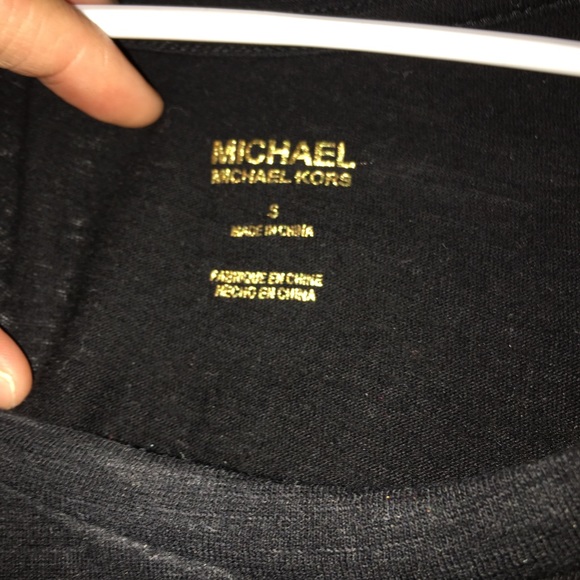 MICHAEL
MICHAEL KORS
S
MADE IN CHINA
FABRIQUE EN CHINE
HECHO EN CHINA